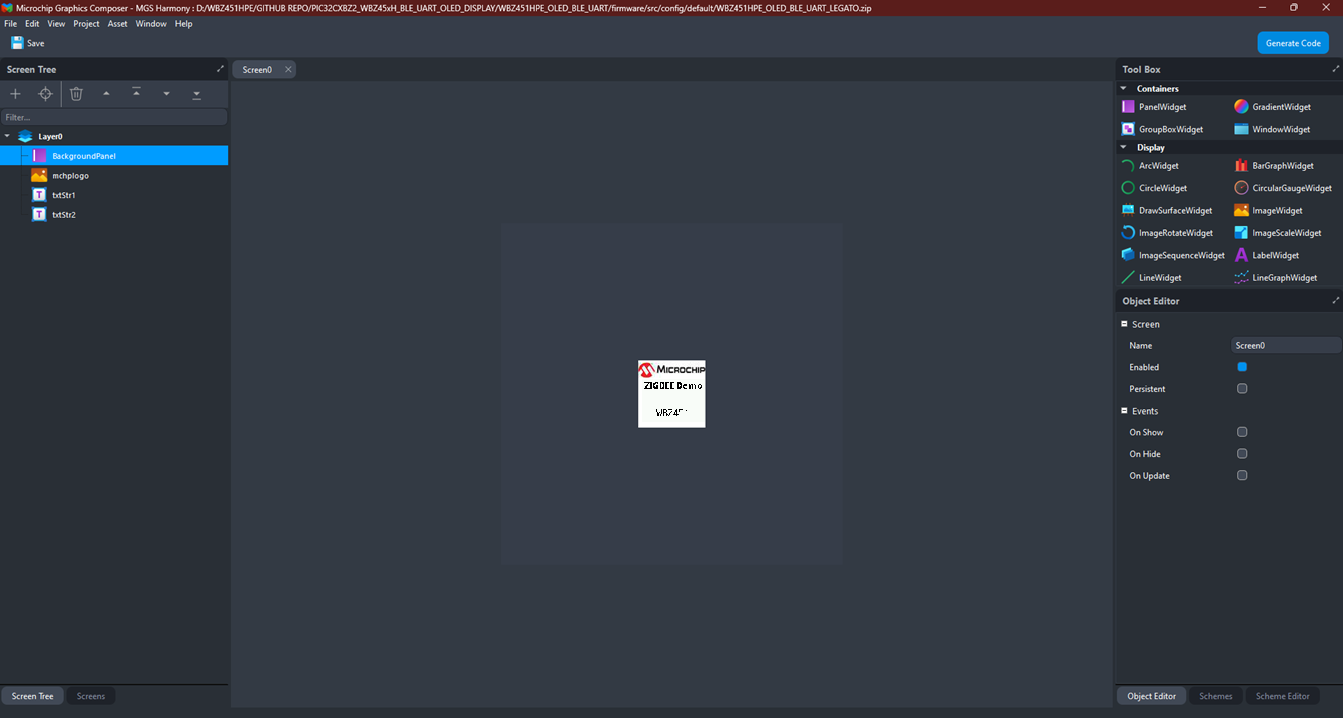 Microchip Graphics Composer - MGS Harmony : D:/WBZ451HPE/GITHUB REPO/PIC32CXBZ2_WBZ45xH_BLE_UART_OLED_DISPLAY/WBZ451HPE_OLED_BLE_UART/firmware/src/config/default/WBZ451HPE_OLED_BLE_UART_LEGATO.zip
File Edit View Project Asset Window Help
Save
Generate Code
Screen Tree
Filter...
Layer0
BackgroundPanel
mchplogo
txtStr1
txtStr2
Screen Tree Screens
Screen0
MICROCHIP
Demo
Tool Box
Containers
PanelWidget GradientWidget
GroupBoxWidget WindowWidget
Display
ArcWidget BarGraphWidget
CircleWidget CircularGaugeWidget
DrawSurfaceWidget ImageWidget
ImageRotateWidget ImageScaleWidget
ImageSequenceWidget LabelWidget
LineWidget LineGraphWidget
Object Editor
Screen
Name Screen0
Enabled
Persistent
Events
On Show
On Hide
On Update
Object Editor Schemes Scheme Editor